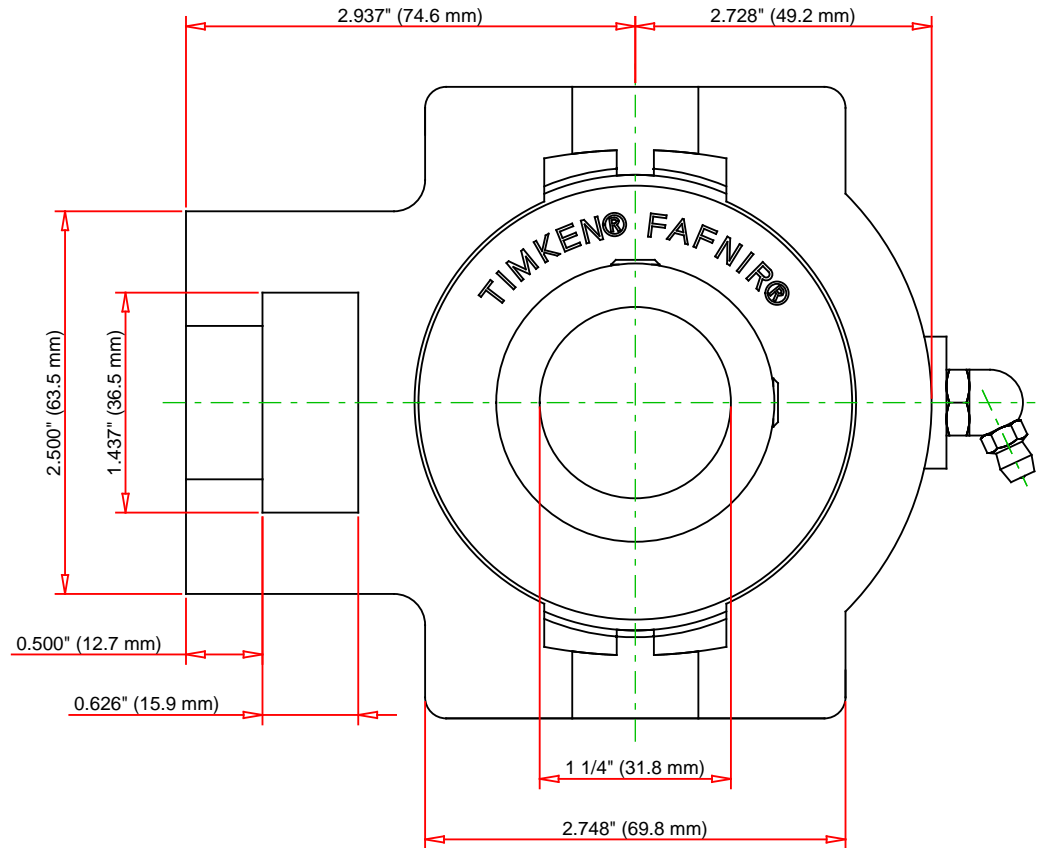 2.937" (74.6 mm)
2.728" (49.2 mm)
TIMKEN® FAFNIR®
2.500" (63.5 mm)
1.437" (36.5 mm)
0.500" (12.7 mm)
0.626" (15.9 mm)
1 1/4" (31.8 mm)
2.748" (69.8 mm)